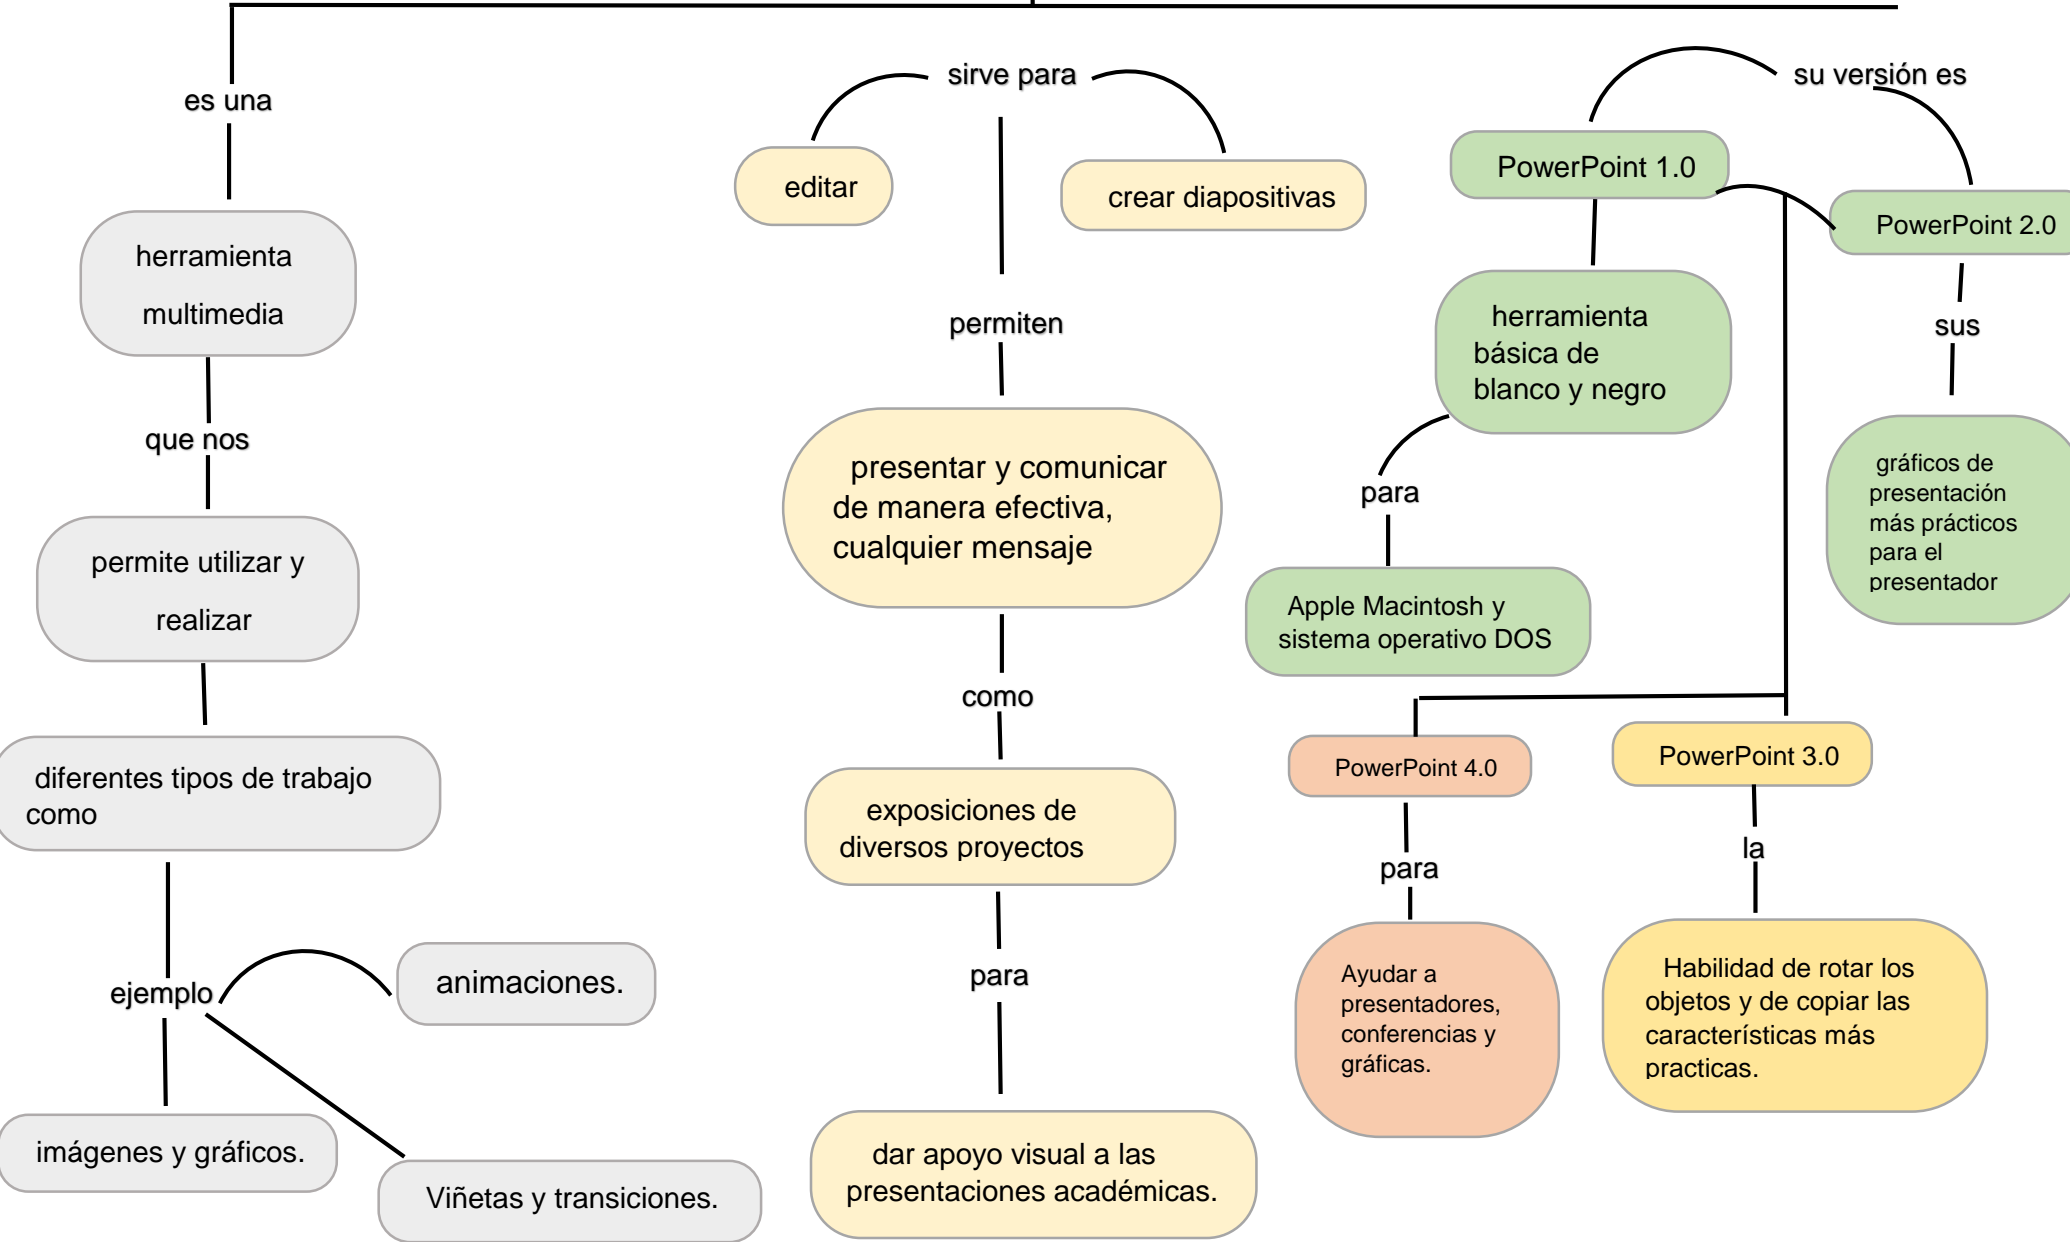 es una
herramienta
multimedia
que nos
permite utilizar y
realizar
diferentes tipos de trabajo
como
ejemplo
animaciones.
imágenes y gráficos.
Viñetas y transiciones.
sirve para
editar
crear diapositivas
permiten
presentar y comunicar
de manera efectiva,
cualquier mensaje
como
exposiciones de
diversos proyectos
para
dar apoyo visual a las
presentaciones académicas.
su versión es
PowerPoint 1.0
herramienta
básica de
blanco y negro
para
Apple Macintosh y
sistema operativo DOS
PowerPoint 2.0
sus
gráficos de
presentación
más prácticos
para el
presentador
PowerPoint 4.0
para
Ayudar a
presentadores,
conferencias y
gráficas.
PowerPoint 3.0
la
Habilidad de rotar los
objetos y de copiar las
características más
practicas.